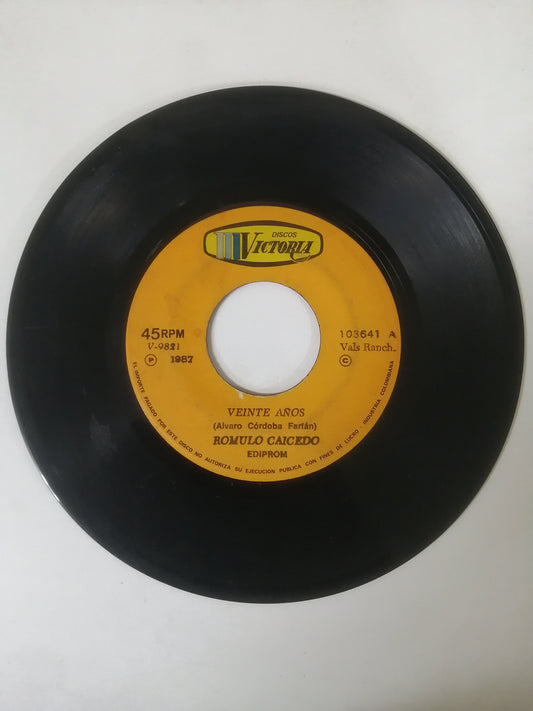 DISCOS
VICTORIA
45RPM
V-9821
℗ 1987
103641 A
Vals Ranch.
©
VEINTE AÑOS
(Alvaro Córdoba Farfán)
ROMULO CAICEDO
EDIPROM
EL IMPORTE PAGADO POR ESTE DISCO NO AUTORIZA SU EJECUCION PUBLICA CON FINES DE LUCRO - INDUSTRIA COLOMBIANA